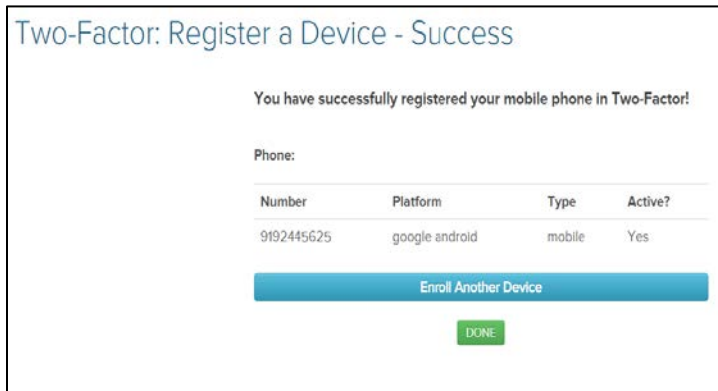 Two-Factor: Register a Device - Success
You have successfully registered your mobile phone in Two-Factor!
Phone:
Number Platform Type Active?
9192445625 google android mobile Yes
Enroll Another Device
DONE